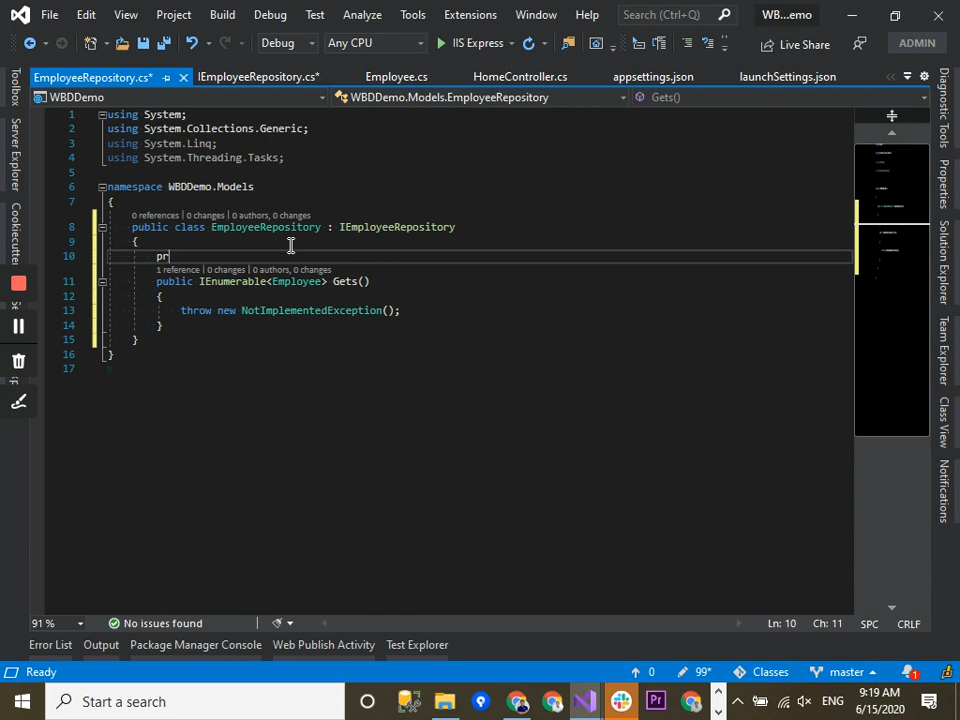 File Edit View Project Build Debug Test Analyze Tools Extensions Window Help Search (Ctrl+Q) WB...emo
Debug Any CPU IIS Express Live Share ADMIN
EmployeeRepository.cs* IEmployeeRepository.cs* Employee.cs HomeController.cs appsettings.json launchSettings.json
WBDDemo WBDDemo.Models.EmployeeRepository Gets()
1 using System;
2 using System.Collections.Generic;
3 using System.Linq;
4 using System.Threading.Tasks;
5
6 namespace WBDDemo.Models
7 {
0 references | 0 changes | 0 authors, 0 changes
8 public class EmployeeRepository : IEmployeeRepository
9 {
10 pr
1 reference | 0 changes | 0 authors, 0 changes
11 public IEnumerable<Employee> Gets()
12 {
13 throw new NotImplementedException();
14 }
15 }
16 }
17
Toolbox
Server Explorer
Cookiecutter
Diagnostic Tools
Properties
Solution Explorer
Team Explorer
Class View
Notifications
91 % No issues found Ln: 10 Ch: 11 SPC CRLF
Error List Output Package Manager Console Web Publish Activity Test Explorer
Ready 0 99* Classes master 1
Start a search ENG 9:19 AM
6/15/2020